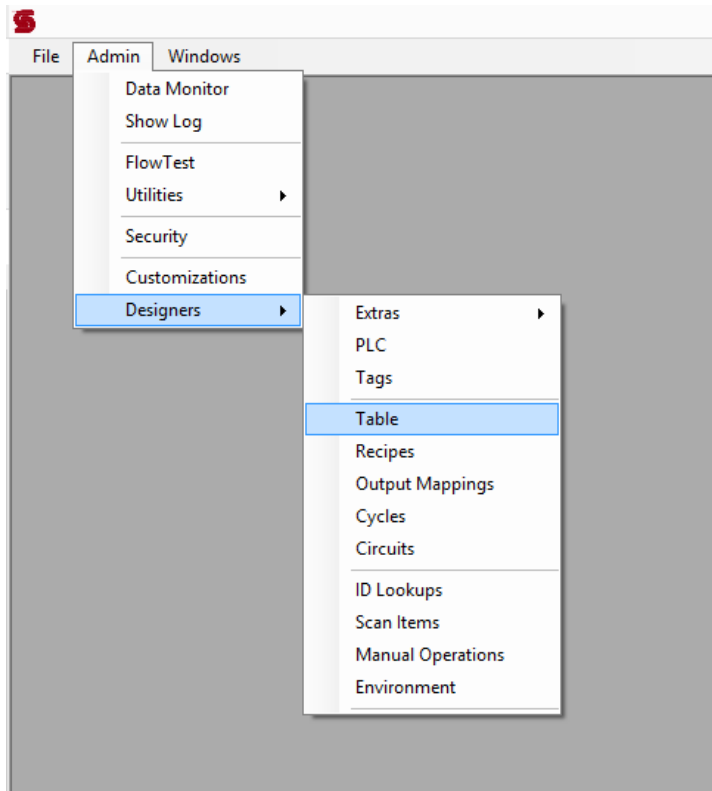 File Admin Windows
Data Monitor
Show Log
FlowTest
Utilities
Security
Customizations
Designers
Extras
PLC
Tags
Table
Recipes
Output Mappings
Cycles
Circuits
ID Lookups
Scan Items
Manual Operations
Environment